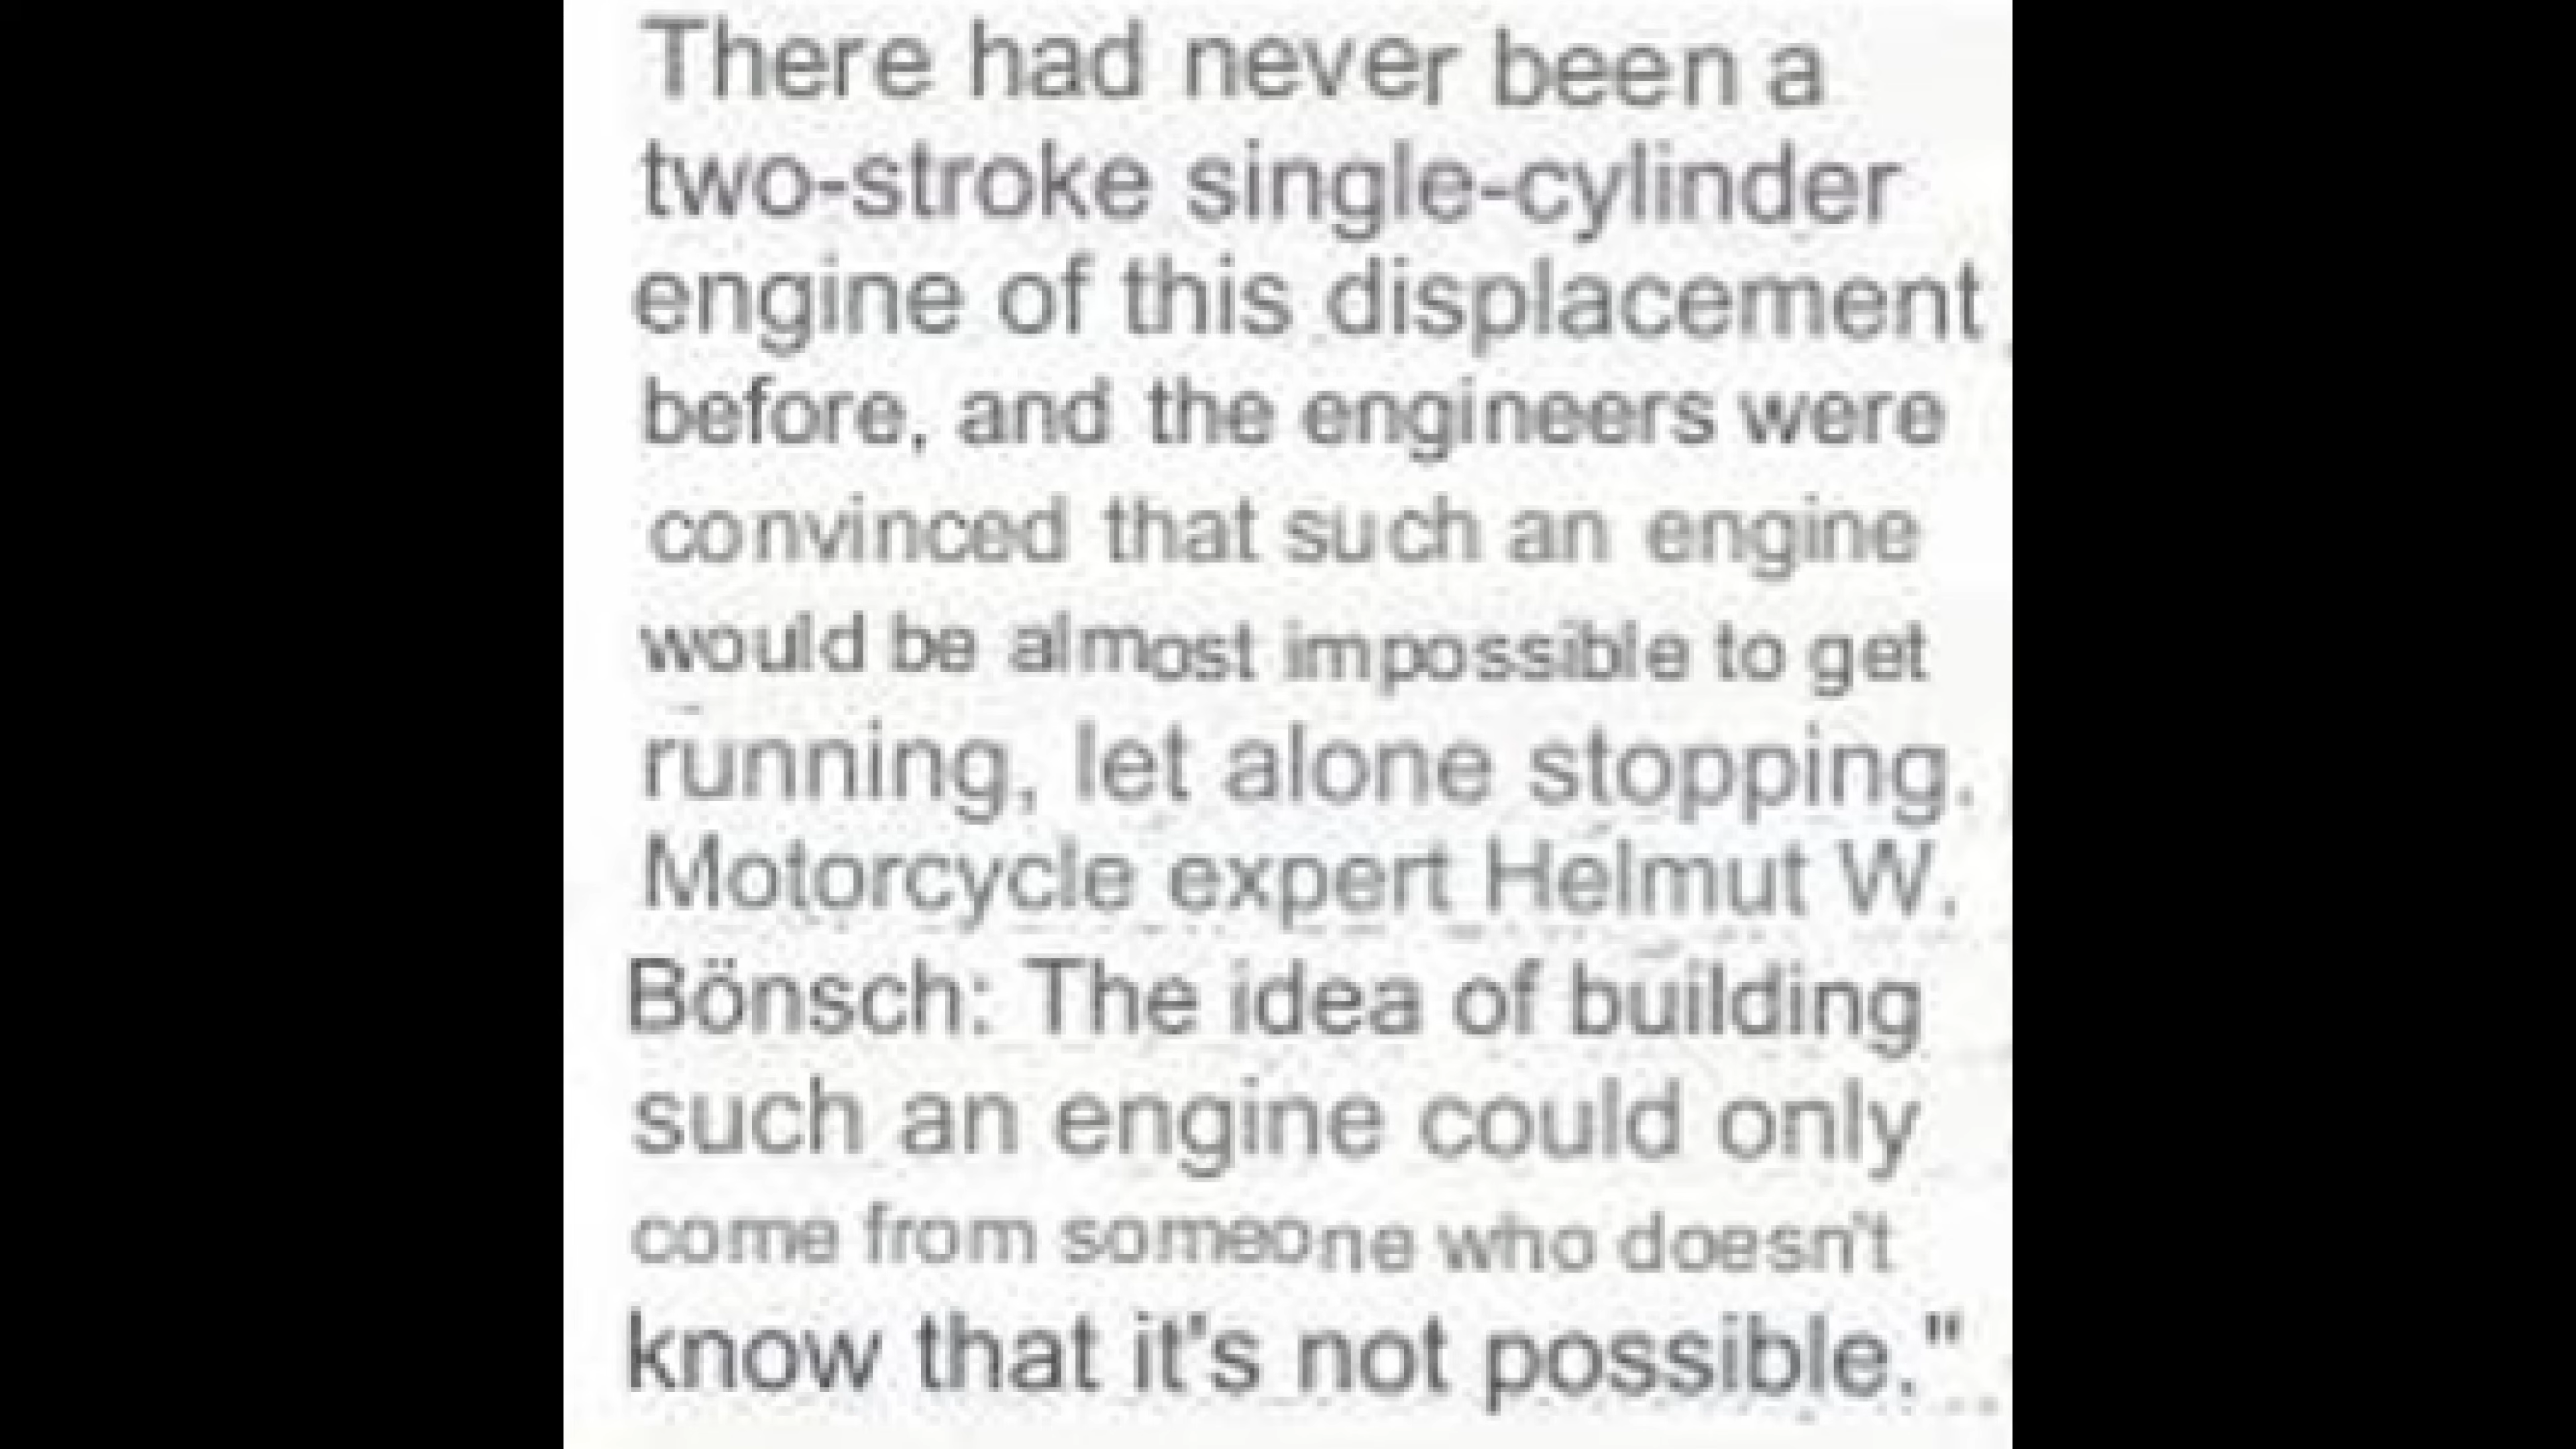 There had never been a
two-stroke single-cylinder
engine of this displacement
before, and the engineers were
convinced that such an engine
would be almost impossible to get
running, let alone stopping.
Motorcycle expert Helmut W.
Bönsch: The idea of building
such an engine could only
come from someone who doesn't
know that it's not possible."